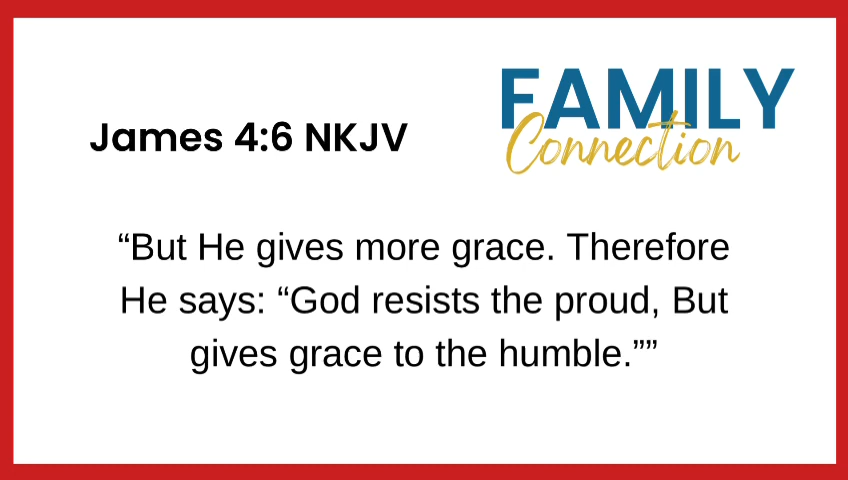 FAMILY
Connection
James 4:6 NKJV
“But He gives more grace. Therefore
He says: “God resists the proud, But
gives grace to the humble.””